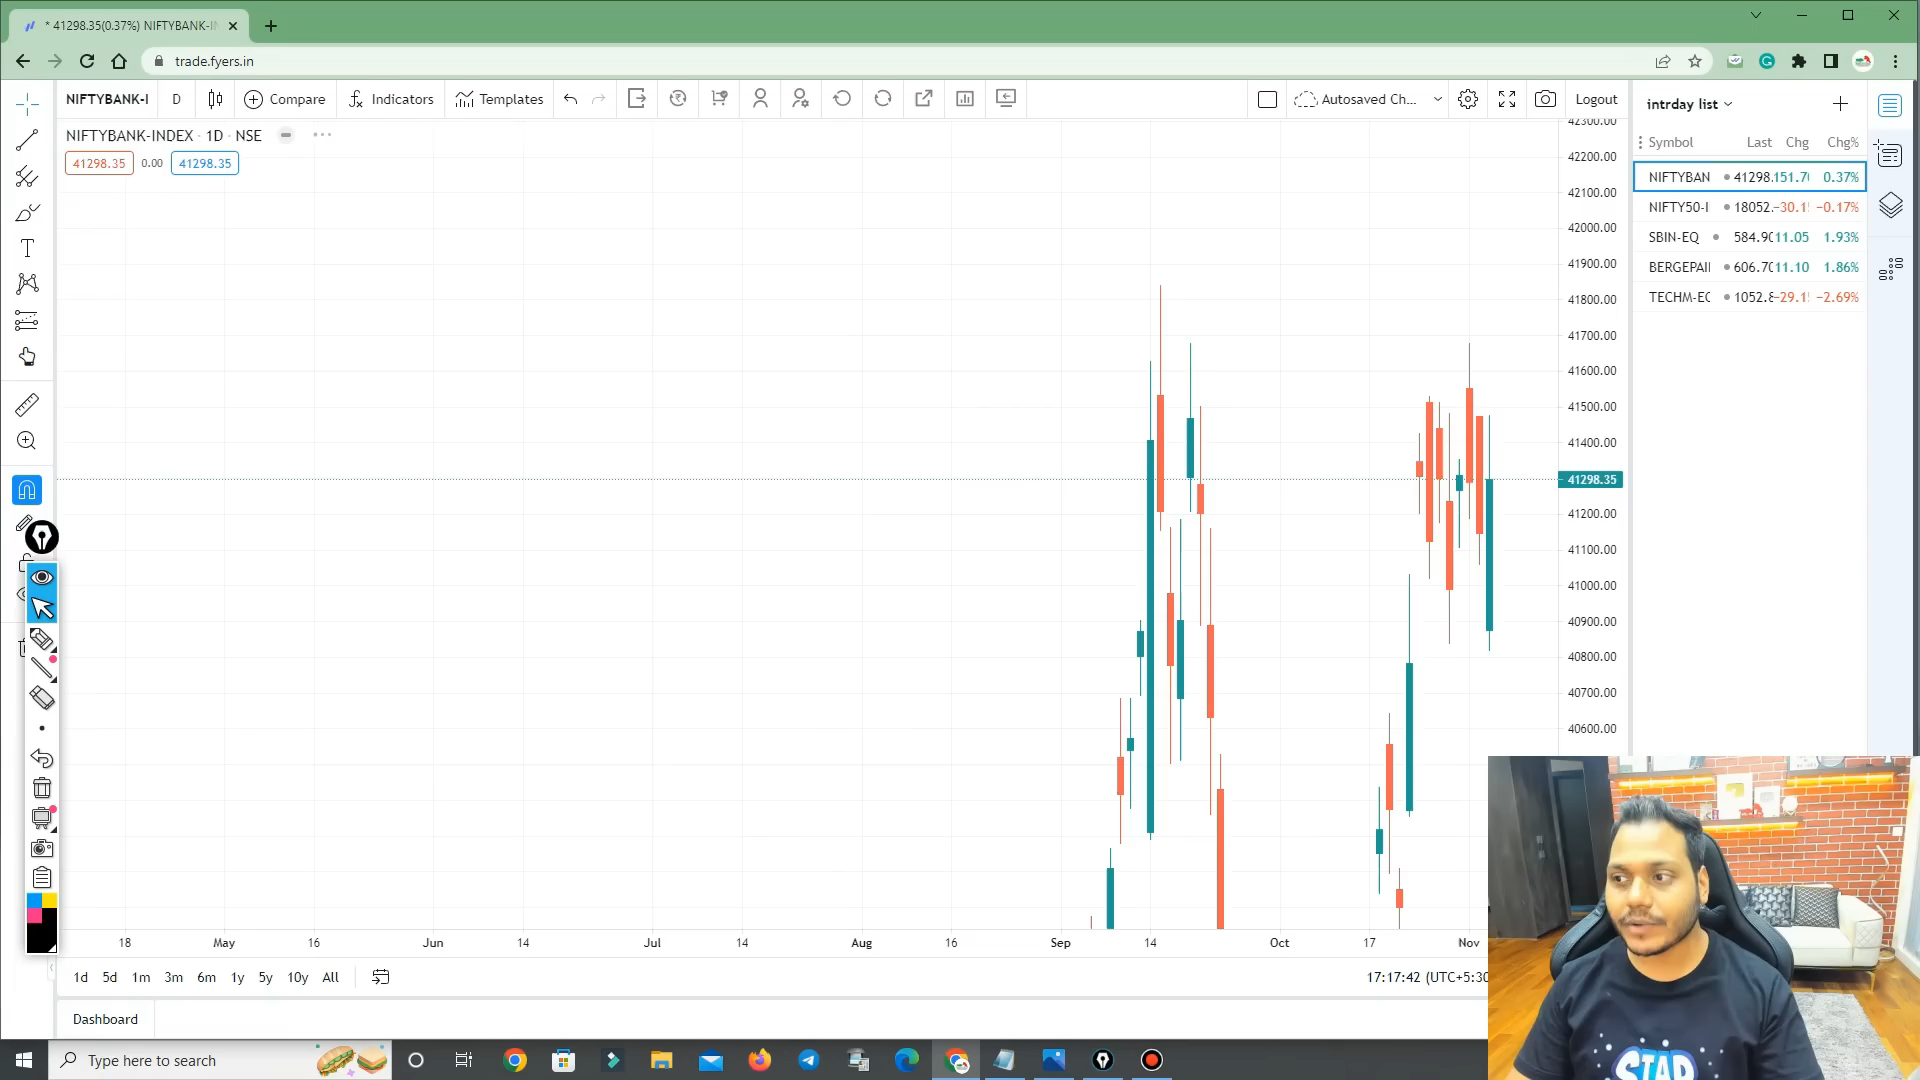 * 41298.35(0.37%) NIFTYBANK-IN
trade.fyers.in
NIFTYBANK-I D Compare Indicators Templates Autosaved Ch... Logout
NIFTYBANK-INDEX · 1D · NSE
41298.35 0.00 41298.35
42300.00
42200.00
42100.00
42000.00
41900.00
41800.00
41700.00
41600.00
41500.00
41400.00
41298.35
41200.00
41100.00
41000.00
40900.00
40800.00
40700.00
40600.00
intrday list
Symbol Last Chg Chg%
NIFTYBAN 41298. 151.7 0.37%
NIFTY50-I 18052. −30.1 −0.17%
SBIN-EQ 584.90 11.05 1.93%
BERGEPAI 606.70 11.10 1.86%
TECHM-EQ 1052.8 −29.1 −2.69%
18 May 16 Jun 14 Jul 14 Aug 16 Sep 14 Oct 17 Nov
1d 5d 1m 3m 6m 1y 5y 10y All
17:17:42 (UTC+5:30
Dashboard
Type here to search
STAR